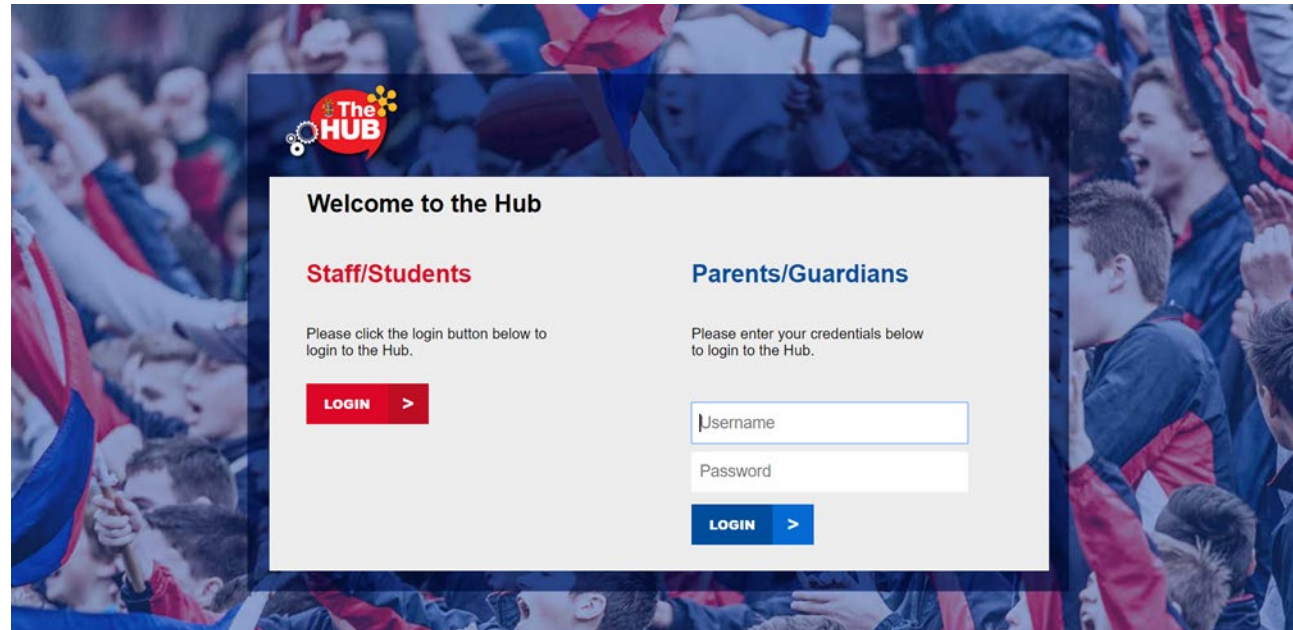 The
HUB
Welcome to the Hub
Staff/Students
Please click the login button below to
login to the Hub.
LOGIN >
Parents/Guardians
Please enter your credentials below
to login to the Hub.
Username
Password
LOGIN >